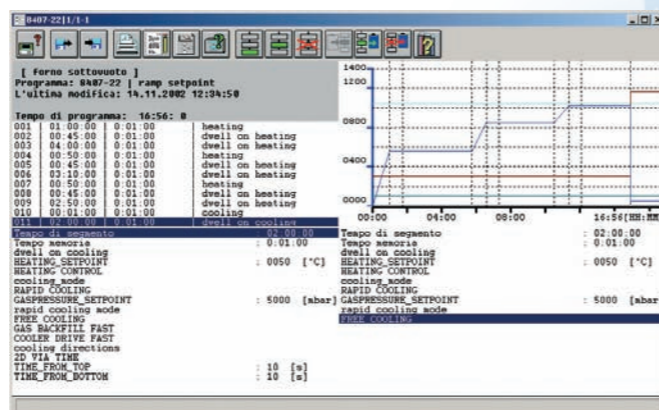 8407-22|1/1-1
[ forno sottovuoto ]
Programma: 8407-22 | ramp setpoint
L'ultima modifica: 14.11.2002 12:34:50
Tempo di programma: 16:56: 0
001 | 01:00:00 | 0:01:00 | heating
002 | 00:45:00 | 0:01:00 | dwell on heating
003 | 04:00:00 | 0:01:00 | dwell on heating
004 | 00:50:00 | 0:01:00 | heating
005 | 00:45:00 | 0:01:00 | dwell on heating
006 | 03:10:00 | 0:01:00 | dwell on heating
007 | 00:50:00 | 0:01:00 | heating
008 | 00:45:00 | 0:01:00 | dwell on heating
009 | 02:50:00 | 0:01:00 | dwell on heating
010 | 00:01:00 | 0:01:00 | cooling
011 | 02:00:00 | 0:01:00 | dwell on cooling
Tempo di segmento : 02:00:00
Tempo memoria : 0:01:00
dwell on cooling
HEATING_SETPOINT : 0050 [°C]
HEATING CONTROL
cooling_mode
RAPID COOLING
GASPRESSURE_SETPOINT : 5000 [mbar]
rapid cooling mode
FREE COOLING
GAS BACKFILL FAST
COOLER DRIVE FAST
cooling directions
2D VIA TIME
TIME_FROM_TOP : 10 [s]
TIME_FROM_BOTTOM : 10 [s]
1400
1200
0800
0400
0000
00:00 04:00 08:00 16:56[HH:MM
Tempo di segmento : 02:00:00
Tempo memoria : 0:01:00
dwell on cooling
HEATING_SETPOINT : 0050 [°C]
HEATING CONTROL
cooling_mode
RAPID COOLING
GASPRESSURE_SETPOINT : 5000 [mbar
rapid cooling mode
FREE COOLING